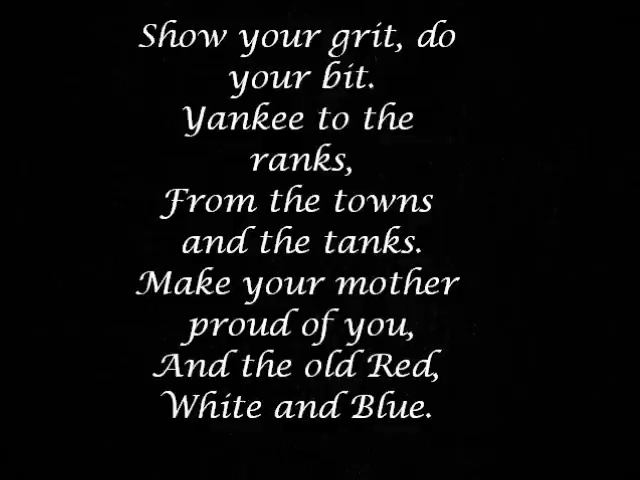 Show your grit, do
your bit.
Yankee to the
ranks,
From the towns
and the tanks.
Make your mother
proud of you,
And the old Red,
White and Blue.